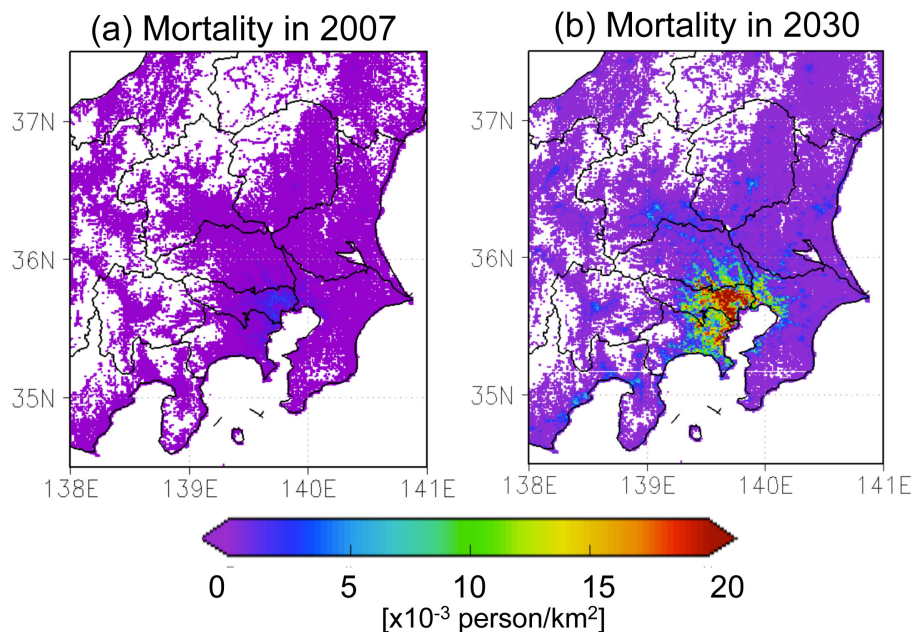 (a) Mortality in 2007
(b) Mortality in 2030
37N
36N
35N
138E 139E 140E 141E
37N
36N
35N
138E 139E 140E 141E
0 5 10 15 20
[x10⁻³ person/km²]